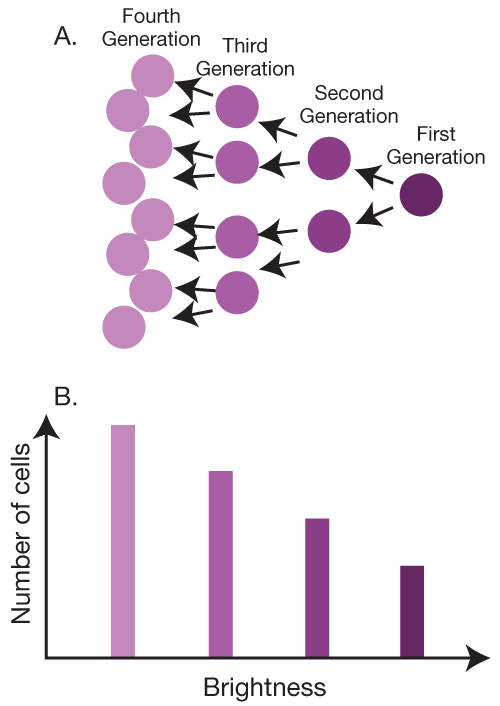 A.
Fourth
Generation
Third
Generation
Second
Generation
First
Generation
B.
Number of cells
Brightness